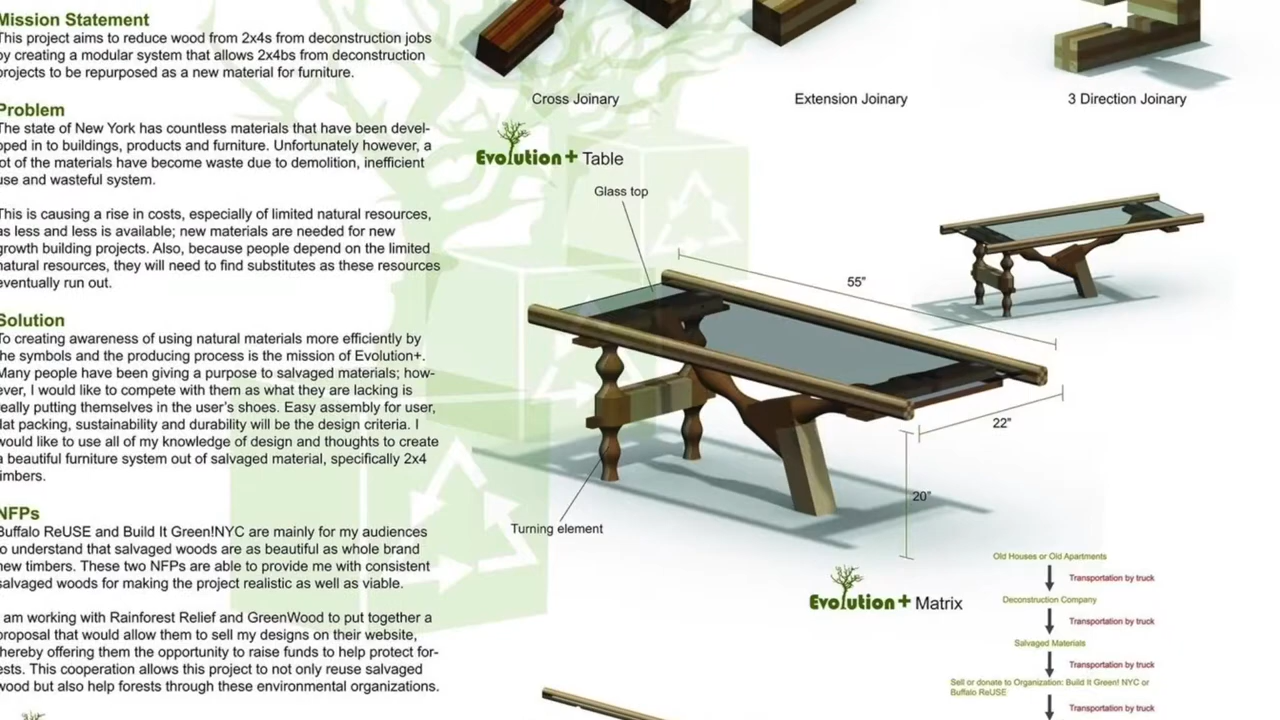 Mission Statement
This project aims to reduce wood from 2x4s from deconstruction jobs
by creating a modular system that allows 2x4bs from deconstruction
projects to be repurposed as a new material for furniture.
Problem
The state of New York has countless materials that have been devel-
oped in to buildings, products and furniture. Unfortunately however, a
lot of the materials have become waste due to demolition, inefficient
use and wasteful system.
This is causing a rise in costs, especially of limited natural resources,
as less and less is available; new materials are needed for new
growth building projects. Also, because people depend on the limited
natural resources, they will need to find substitutes as these resources
eventually run out.
Solution
To creating awareness of using natural materials more efficiently by
the symbols and the producing process is the mission of Evolution+.
Many people have been giving a purpose to salvaged materials; how-
ever, I would like to compete with them as what they are lacking is
really putting themselves in the user's shoes. Easy assembly for user,
flat packing, sustainability and durability will be the design criteria. I
would like to use all of my knowledge of design and thoughts to create
a beautiful furniture system out of salvaged material, specifically 2x4
timbers.
NFPs
Buffalo ReUSE and Build It Green!NYC are mainly for my audiences
to understand that salvaged woods are as beautiful as whole brand
new timbers. These two NFPs are able to provide me with consistent
salvaged woods for making the project realistic as well as viable.
I am working with Rainforest Relief and GreenWood to put together a
proposal that would allow them to sell my designs on their website,
thereby offering them the opportunity to raise funds to help protect for-
ests. This cooperation allows this project to not only reuse salvaged
wood but also help forests through these environmental organizations.
Cross Joinary
Extension Joinary
3 Direction Joinary
Evolution+ Table
Glass top
55"
22"
20"
Turning element
Evolution+ Matrix
Old Houses or Old Apartments
Transportation by truck
Deconstruction Company
Transportation by truck
Salvaged Materials
Transportation by truck
Sell or donate to Organization: Build It Green! NYC or
Buffalo ReUSE
Transportation by truck